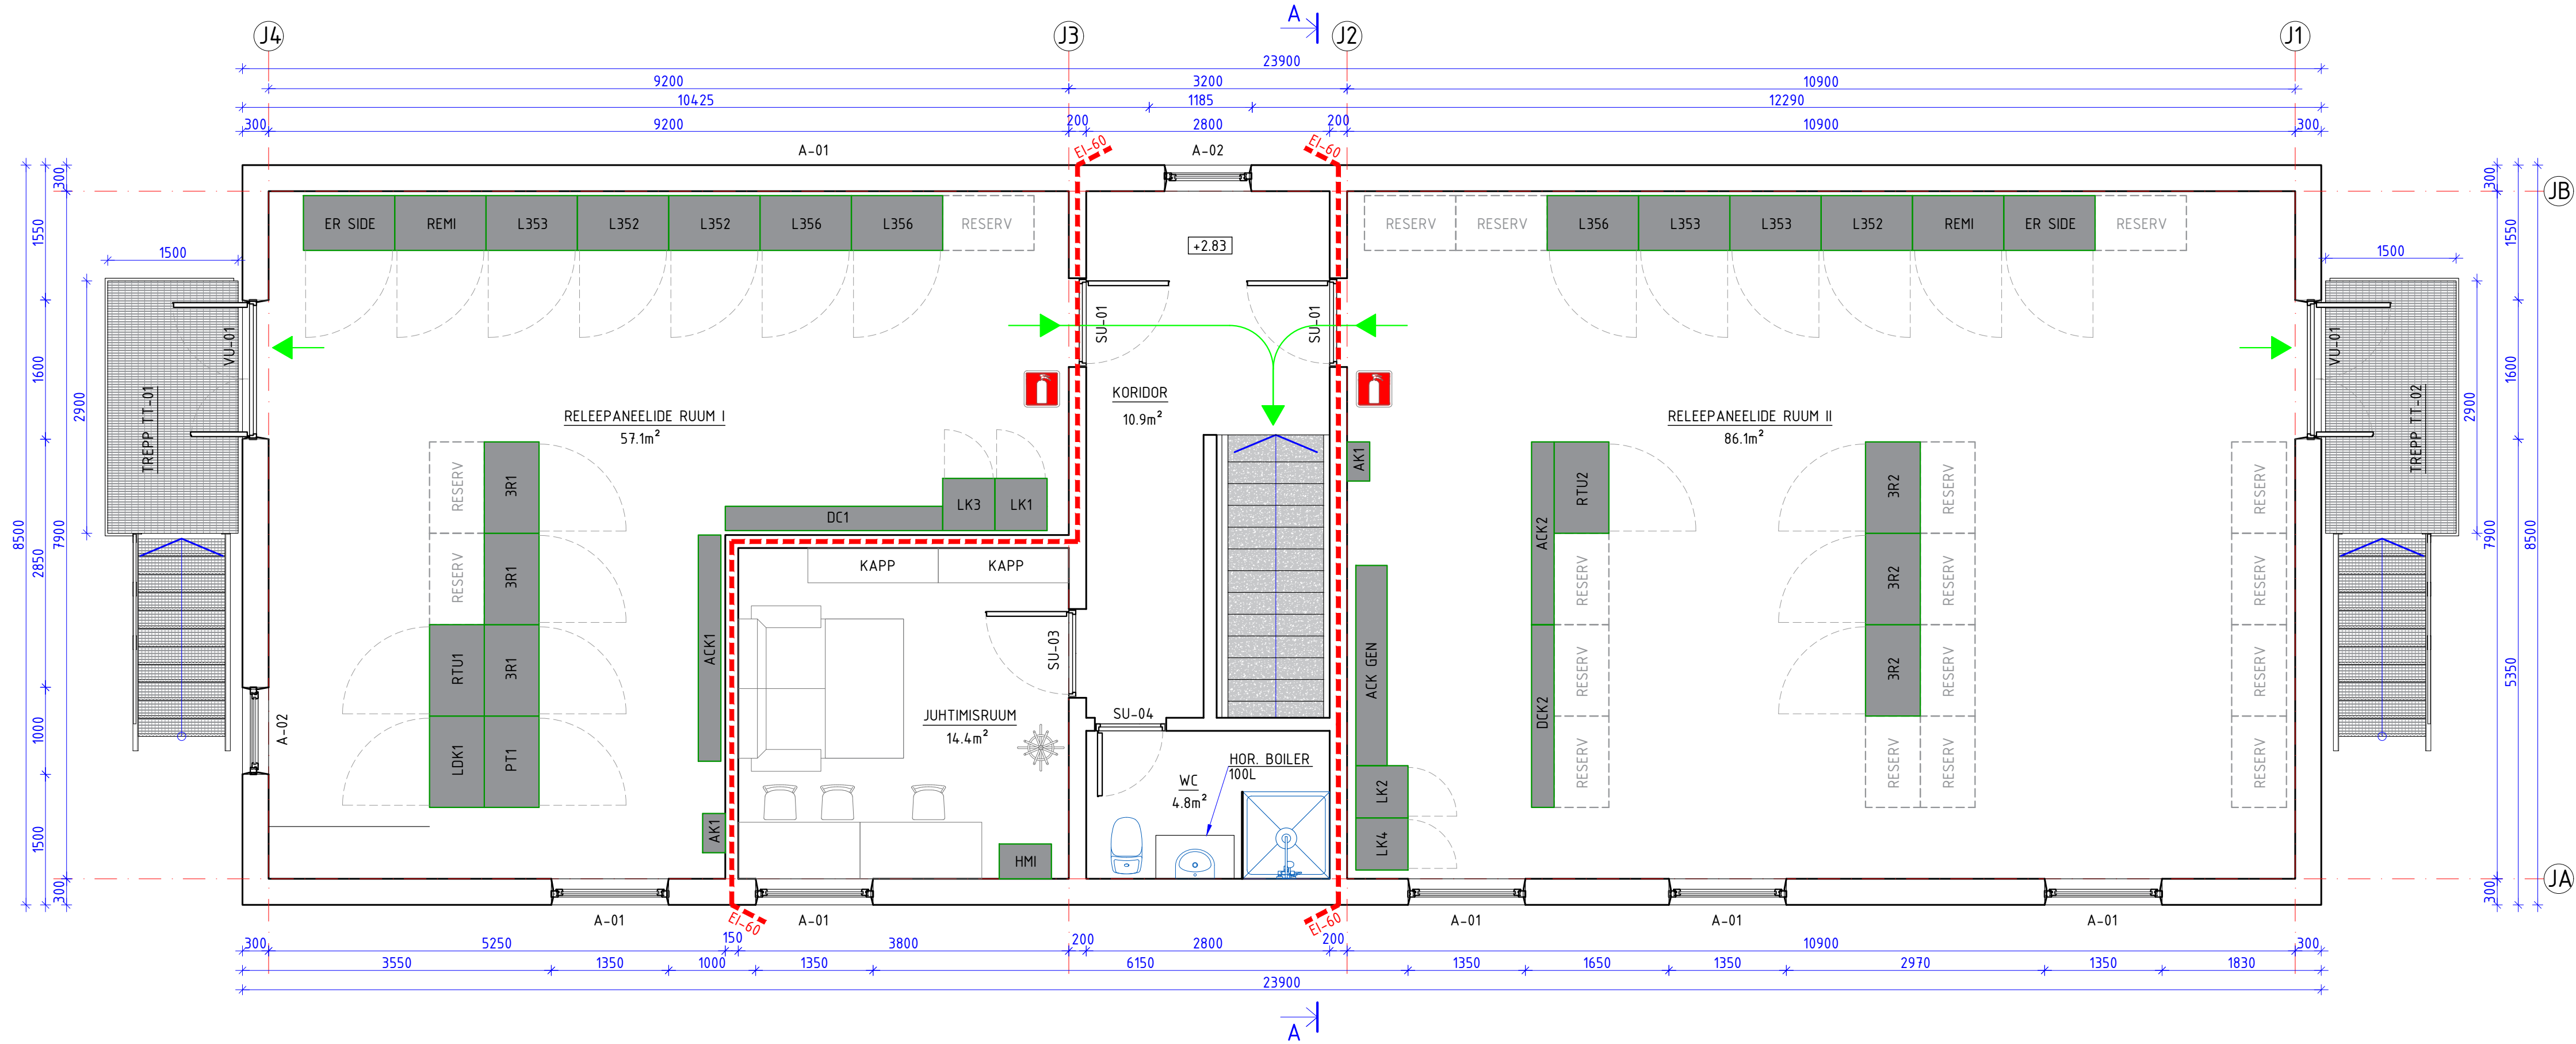 A
J4
J3
J2
J1
23900
9200
3200
10900
10425
1185
12290
300
9200
200
2800
200
10900
300
A-01
EI-60
A-02
EI-60
300
300
JB
ER SIDE
REMI
L353
L352
L352
L356
L356
RESERV
+2.83
RESERV
RESERV
L356
L353
L353
L352
REMI
ER SIDE
RESERV
1550
1550
1500
1500
SU-01
SU-01
VU-01
VU-01
1600
1600
TREPP TT-01
TREPP TT-02
2900
2900
RELEEPANEELIDE RUUM I
57.1m²
KORIDOR
10.9m²
RELEEPANEELIDE RUUM II
86.1m²
AK1
RESERV
3R1
LK3
LK1
DC1
RTU2
ACK2
3R2
RESERV
RESERV
8500
7900
2850
7900
8500
RESERV
3R1
KAPP
KAPP
RESERV
3R2
RESERV
RESERV
ACK1
RTU1
3R1
SU-03
ACK GEN
RESERV
3R2
RESERV
RESERV
5350
A-02
1000
LDK1
PT1
JUHTIMISRUUM
14.4m²
SU-04
HOR. BOILER
100L
WC
4.8m²
DCK2
RESERV
RESERV
RESERV
RESERV
LK2
LK4
1500
AK1
HMI
300
300
JA
A-01
EI-60
A-01
EI-60
A-01
A-01
A-01
300
5250
150
3800
200
2800
200
10900
300
3550
1350
1000
1350
6150
1350
1650
1350
2970
1350
1830
23900
A